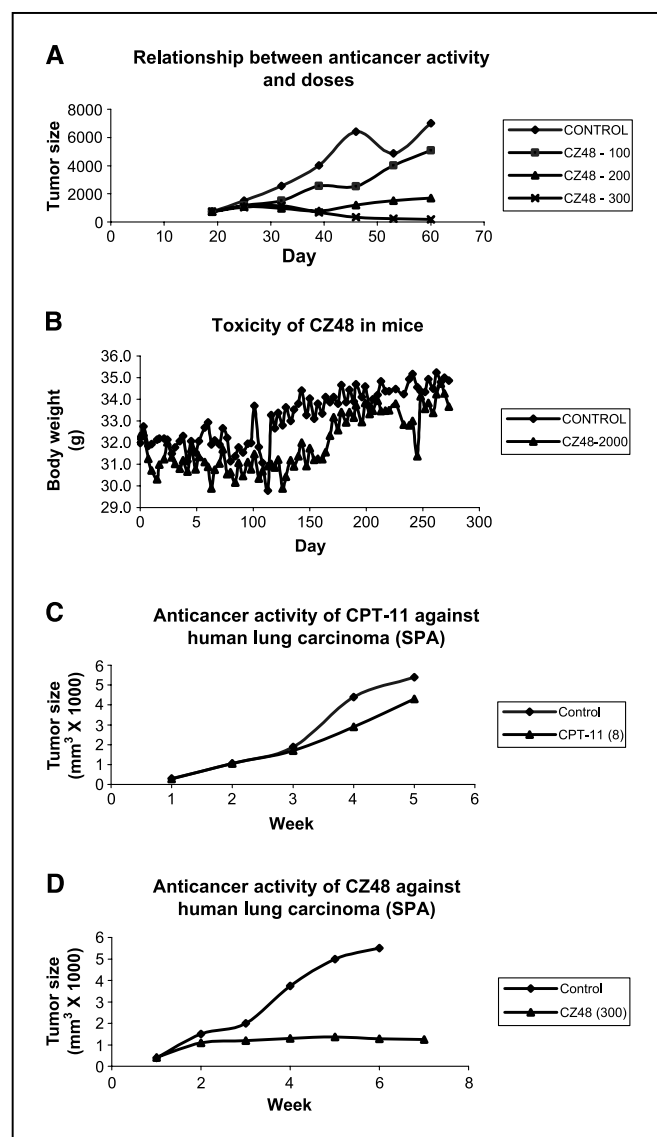 A
Relationship between anticancer activity
and doses
Tumor size
8000
6000
4000
2000
0
0 10 20 30 40 50 60 70
Day
CONTROL
CZ48 - 100
CZ48 - 200
CZ48 - 300
B
Toxicity of CZ48 in mice
Body weight
(g)
36.0
35.0
34.0
33.0
32.0
31.0
30.0
29.0
0 5 100 150 200 250 300
Day
CONTROL
CZ48-2000
C
Anticancer activity of CPT-11 against
human lung carcinoma (SPA)
Tumor size
(mm³ X 1000)
6
5
4
3
2
1
0
0 1 2 3 4 5 6
Week
Control
CPT-11 (8)
D
Anticancer activity of CZ48 against
human lung carcinoma (SPA)
Tumor size
(mm³ X 1000)
6
5
4
3
2
1
0
0 2 4 6 8
Week
Control
CZ48 (300)